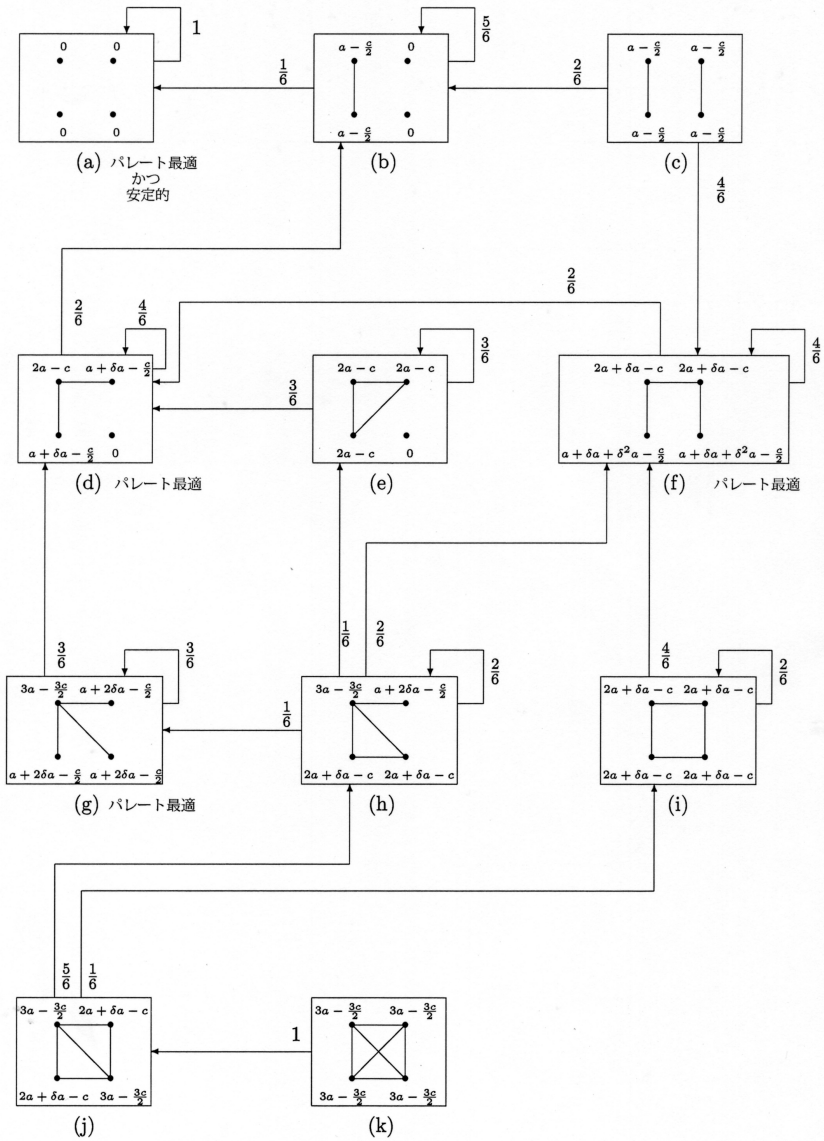 1
0 0
0 0
(a) パレート最適
かつ
安定的
1/6
5/6
a − c/2 0
a − c/2 0
(b)
2/6
a − c/2 a − c/2
a − c/2 a − c/2
(c)
4/6
2/6
4/6
2a − c a + δa − c/2
a + δa − c/2 0
(d) パレート最適
3/6
3/6
2a − c 2a − c
2a − c 0
(e)
2/6
4/6
2a + δa − c 2a + δa − c
a + δa + δ²a − c/2 a + δa + δ²a − c/2
(f) パレート最適
3/6
3/6
3a − 3c/2 a + 2δa − c/2
a + 2δa − c/2 a + 2δa − c/2
(g) パレート最適
1/6
1/6
2/6
2/6
3a − 3c/2 a + 2δa − c/2
2a + δa − c 2a + δa − c
(h)
4/6
2/6
2a + δa − c 2a + δa − c
2a + δa − c 2a + δa − c
(i)
5/6
1/6
3a − 3c/2 2a + δa − c
2a + δa − c 3a − 3c/2
(j)
1
3a − 3c/2 3a − 3c/2
3a − 3c/2 3a − 3c/2
(k)